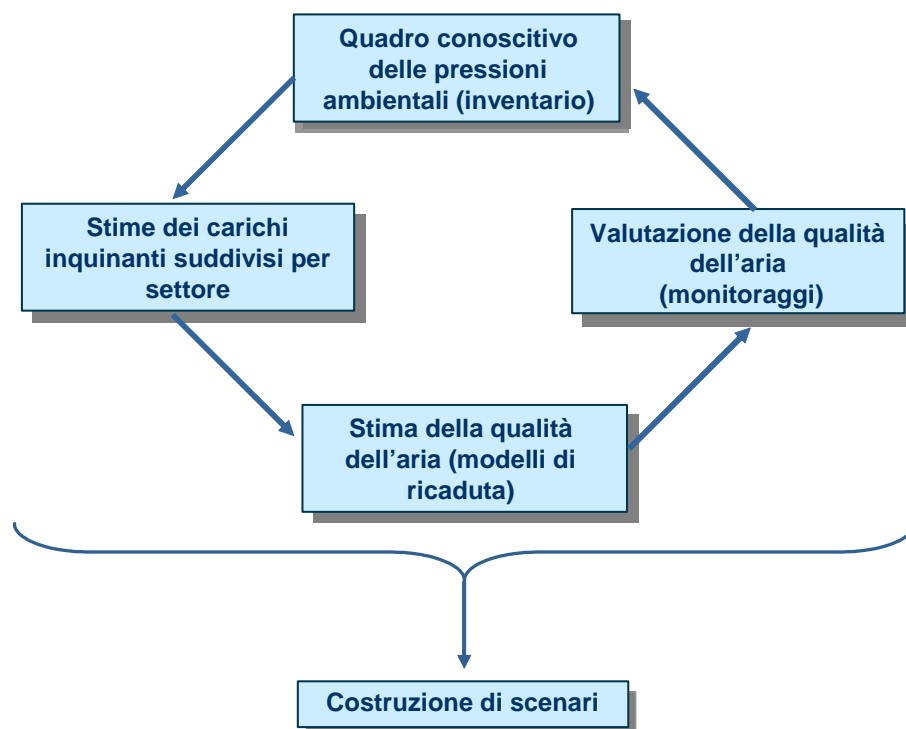 Quadro conoscitivo
delle pressioni
ambientali (inventario)
Stime dei carichi
inquinanti suddivisi per
settore
Valutazione della qualità
dell’aria
(monitoraggi)
Stima della qualità
dell’aria (modelli di
ricaduta)
Costruzione di scenari